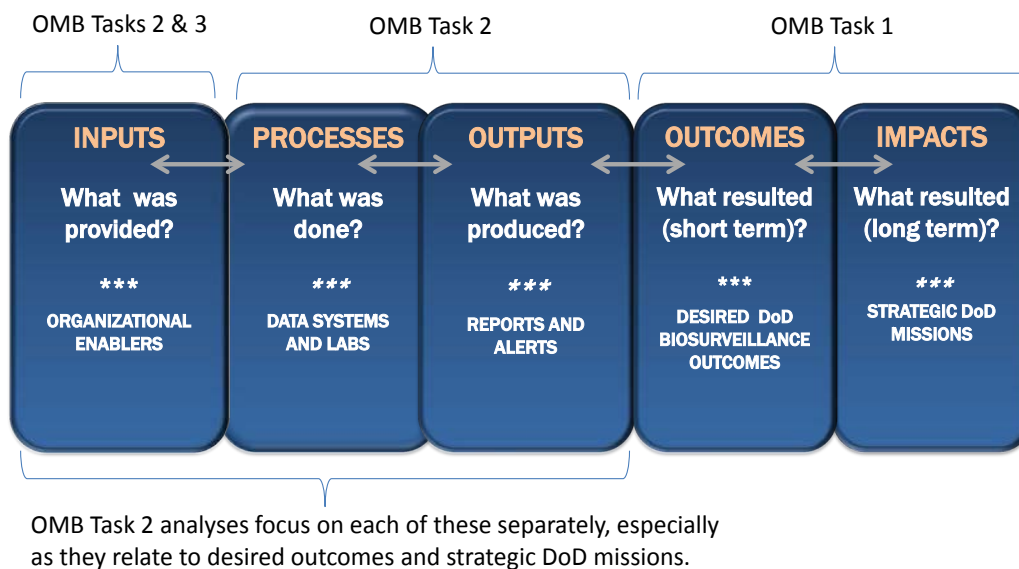 OMB Tasks 2 & 3
OMB Task 2
OMB Task 1
INPUTS
What was
provided?
***
ORGANIZATIONAL
ENABLERS
PROCESSES
What was
done?
***
DATA SYSTEMS
AND LABS
OUTPUTS
What was
produced?
***
REPORTS AND
ALERTS
OUTCOMES
What resulted
(short term)?
***
DESIRED DoD
BIOSURVEILLANCE
OUTCOMES
IMPACTS
What resulted
(long term)?
***
STRATEGIC DoD
MISSIONS
OMB Task 2 analyses focus on each of these separately, especially
as they relate to desired outcomes and strategic DoD missions.